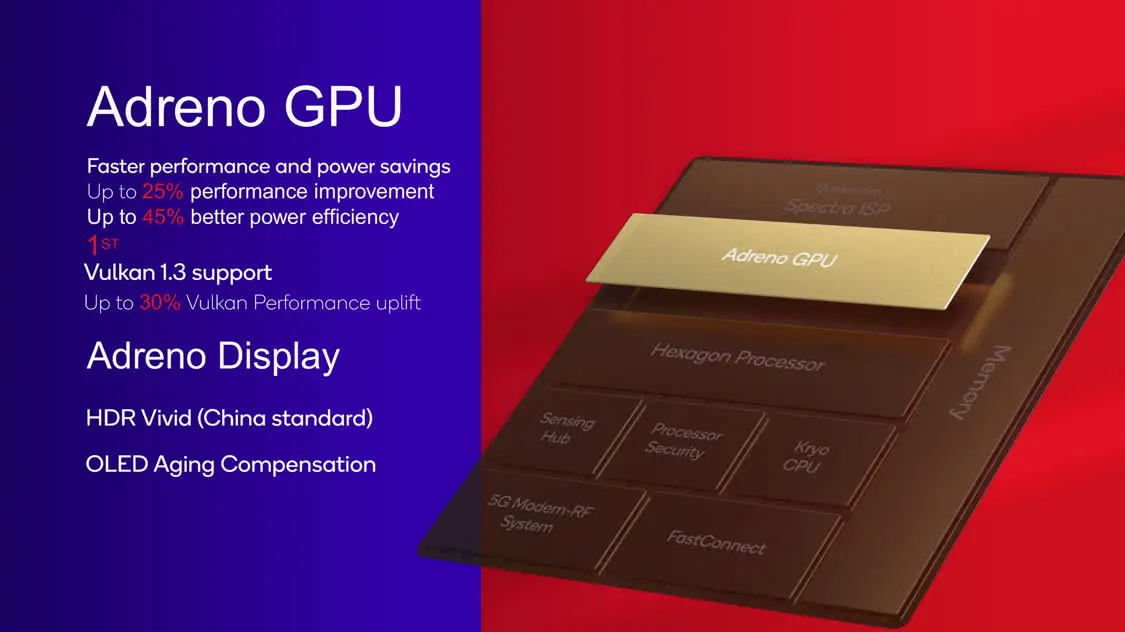 Adreno GPU
Faster performance and power savings
Up to 25% performance improvement
Up to 45% better power efficiency
1ST
Vulkan 1.3 support
Up to 30% Vulkan Performance uplift
Adreno Display
HDR Vivid (China standard)
OLED Aging Compensation
Qualcomm
Spectra ISP
Adreno GPU
Hexagon Processor
Memory
Sensing
Hub
Processor
Security
Kryo
CPU
5G Modem-RF
System
FastConnect